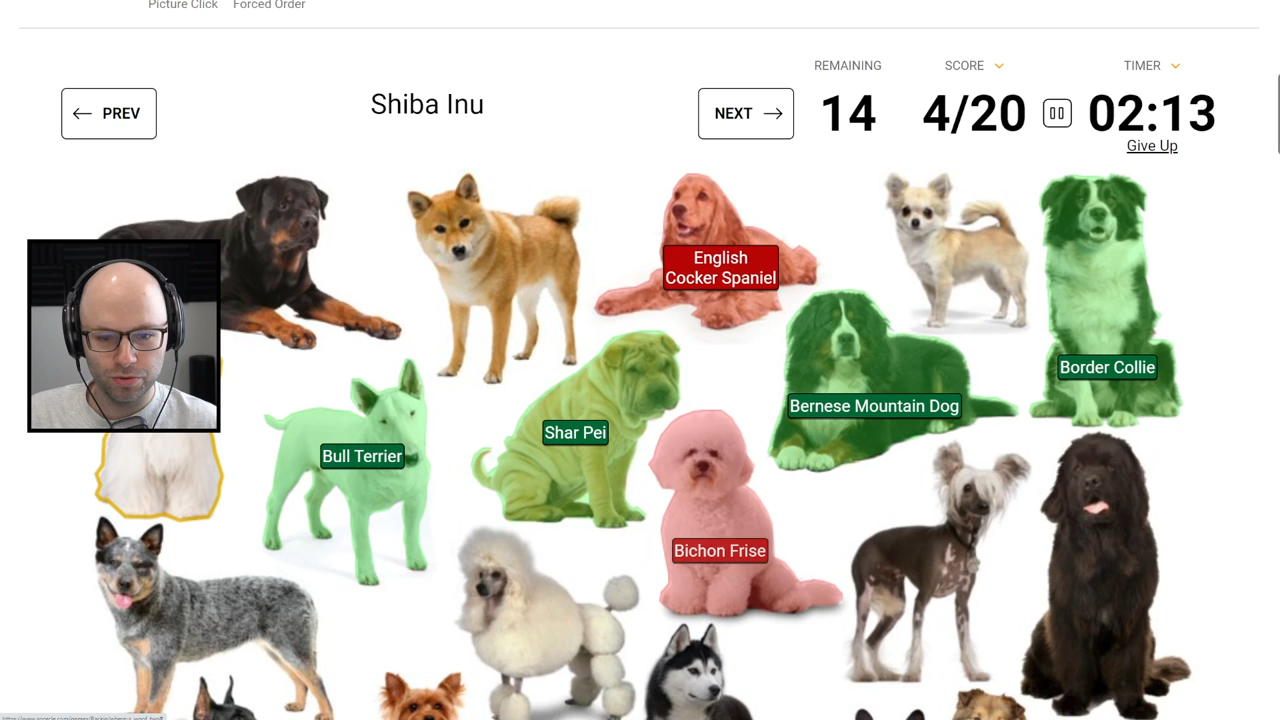 Picture Click Forced Order
REMAINING
SCORE
TIMER
← PREV
Shiba Inu
NEXT →
14
4/20
02:13
Give Up
English
Cocker Spaniel
Border Collie
Bernese Mountain Dog
Shar Pei
Bull Terrier
Bichon Frise